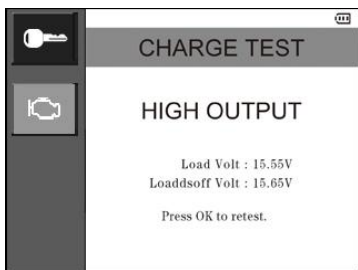 CHARGE TEST
HIGH OUTPUT
Load Volt : 15.55V
Loaddsoff Volt : 15.65V
Press OK to retest.